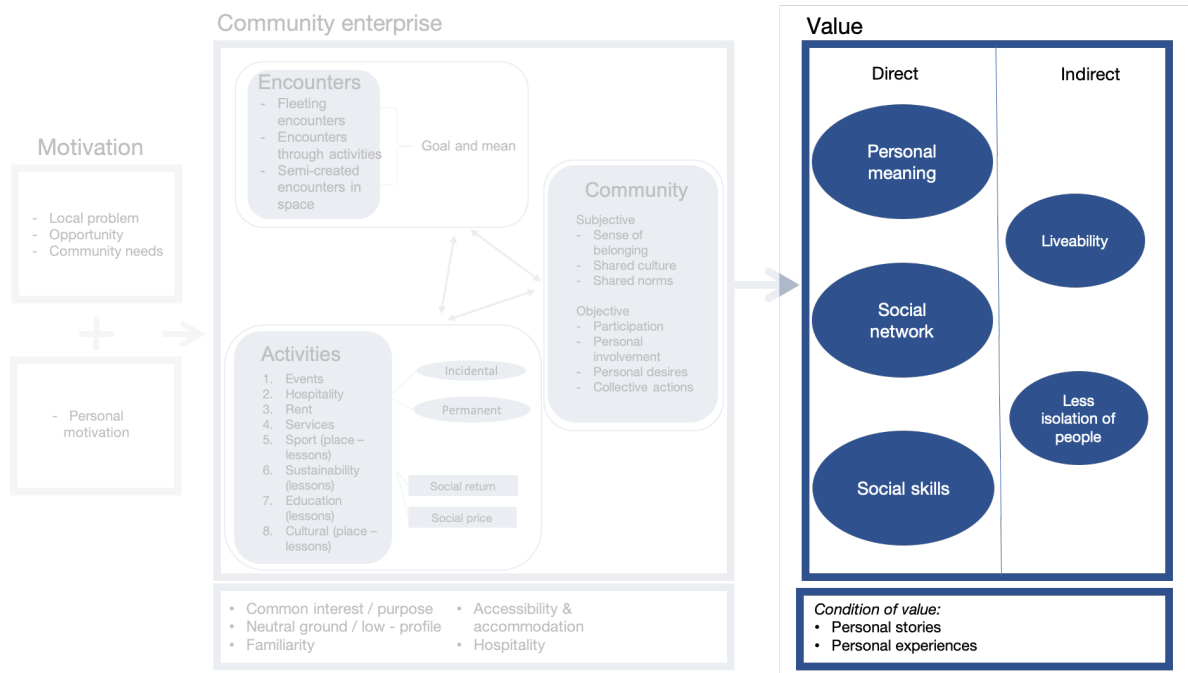 Community enterprise
Value
Motivation
- Local problem
- Opportunity
- Community needs
+
- Personal
motivation
Encounters
- Fleeting
encounters
- Encounters
through activities
- Semi-created
encounters in
space
Goal and mean
Community
Subjective
- Sense of
belonging
- Shared culture
- Shared norms
Objective
- Participation
- Personal
involvement
- Personal desires
- Collective actions
Activities
1. Events
2. Hospitality
3. Rent
4. Services
5. Sport (place –
lessons)
6. Sustainability
(lessons)
7. Education
(lessons)
8. Cultural (place –
lessons)
Incidental
Permanent
Social return
Social price
• Common interest / purpose
• Neutral ground / low - profile
• Familiarity
• Accessibility &
accommodation
• Hospitality
Direct
Indirect
Personal
meaning
Liveability
Social
network
Less
isolation of
people
Social skills
Condition of value:
• Personal stories
• Personal experiences